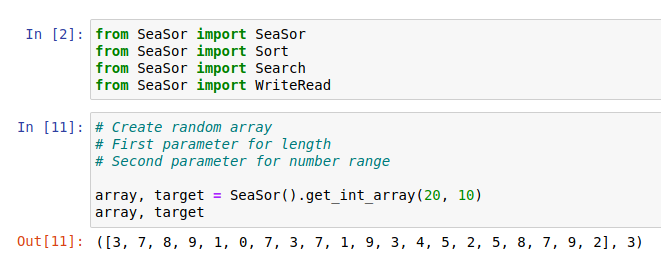 In [2]: from SeaSor import SeaSor
from SeaSor import Sort
from SeaSor import Search
from SeaSor import WriteRead
In [11]: # Create random array
# First parameter for length
# Second parameter for number range
array, target = SeaSor().get_int_array(20, 10)
array, target
Out[11]: ([3, 7, 8, 9, 1, 0, 7, 3, 7, 1, 9, 3, 4, 5, 2, 5, 8, 7, 9, 2], 3)